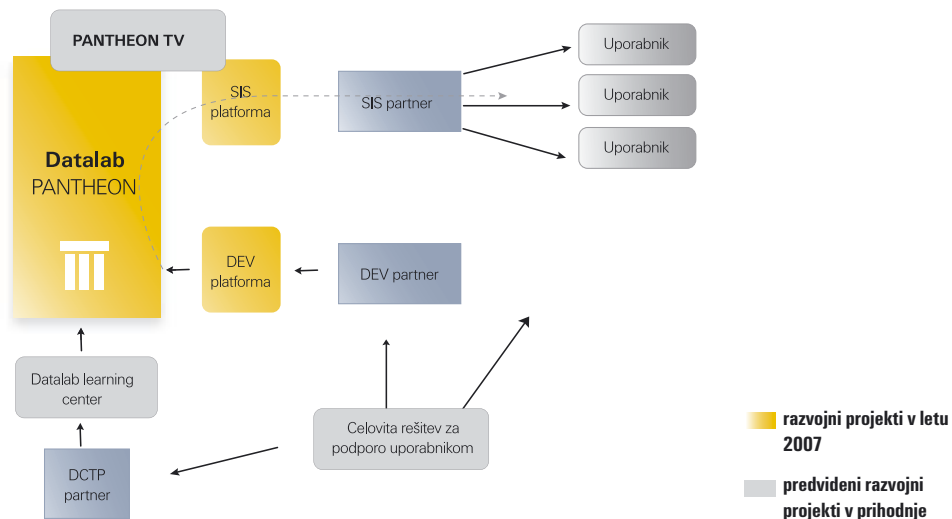 PANTHEON TV
Datalab
PANTHEON
SIS
platforma
SIS partner
Uporabnik
Uporabnik
Uporabnik
DEV
platforma
DEV partner
Datalab learning
center
DCTP
partner
Celovita rešitev za
podporo uporabnikom
razvojni projekti v letu
2007
predvideni razvojni
projekti v prihodnje